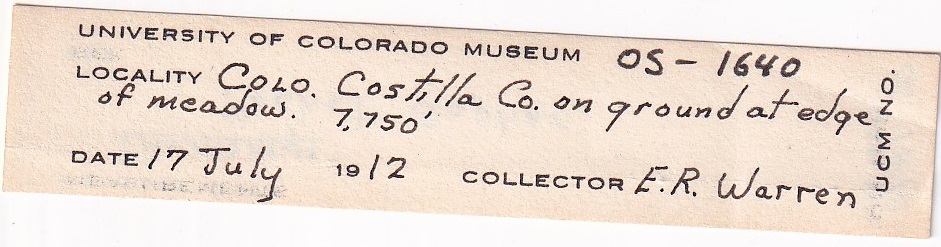 UNIVERSITY OF COLORADO MUSEUM OS-1640
LOCALITY COLO. Costilla Co. on ground at edge
of meadow. 7,750'
DATE 17 July 1912 COLLECTOR E.R. Warren
UCM NO.